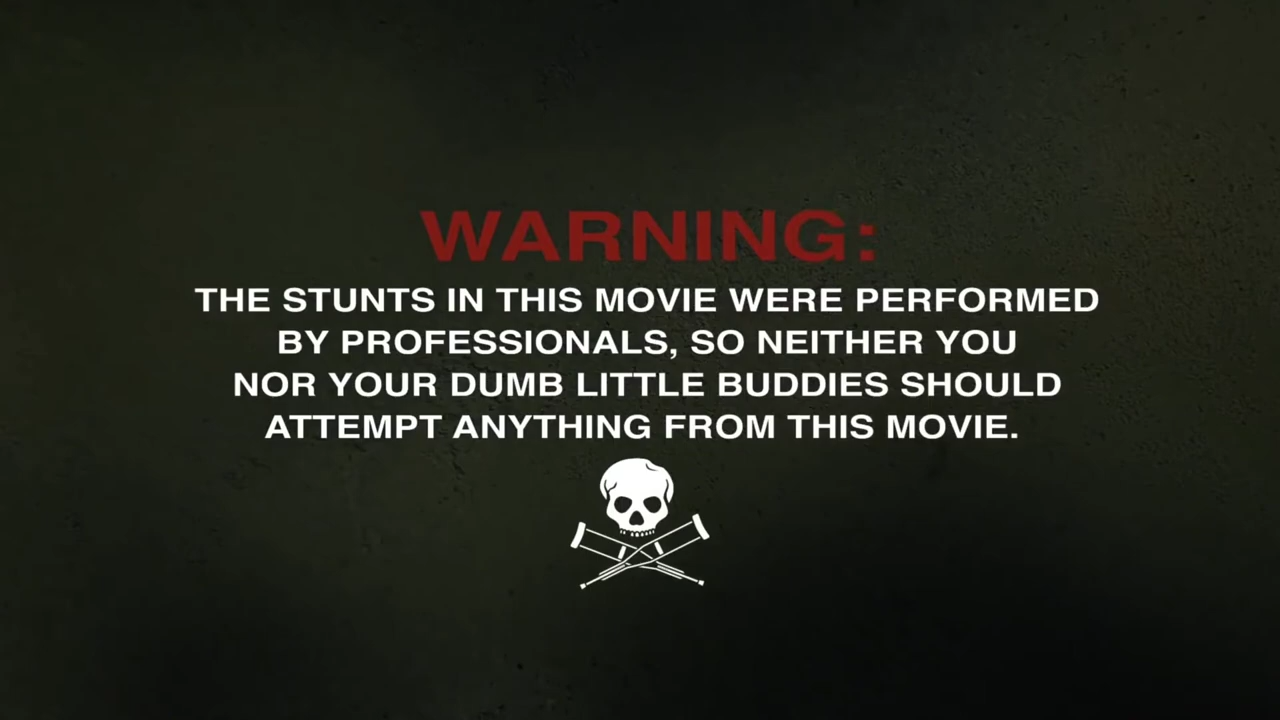 WARNING:
THE STUNTS IN THIS MOVIE WERE PERFORMED
BY PROFESSIONALS, SO NEITHER YOU
NOR YOUR DUMB LITTLE BUDDIES SHOULD
ATTEMPT ANYTHING FROM THIS MOVIE.